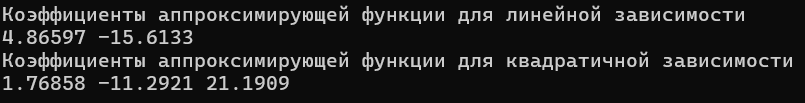 Коэффициенты аппроксимирующей функции для линейной зависимости
4.86597 -15.6133
Коэффициенты аппроксимирующей функции для квадратичной зависимости
1.76858 -11.2921 21.1909